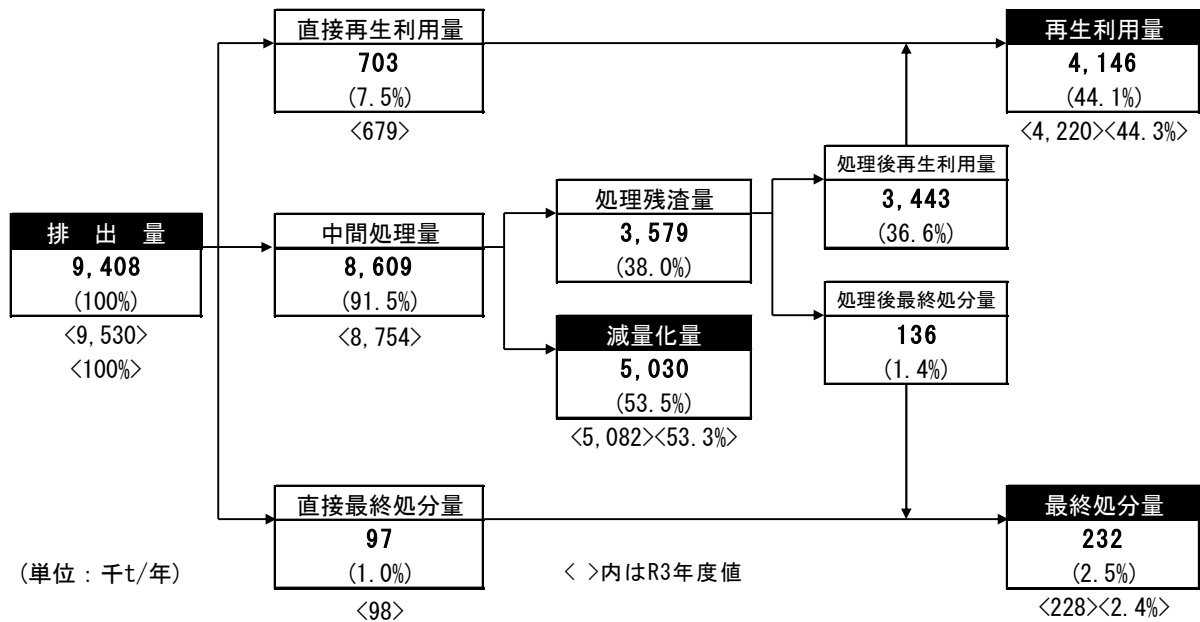 直接再生利用量
703
(7.5%)
<679>
再生利用量
4,146
(44.1%)
<4,220><44.3%>
処理後再生利用量
3,443
(36.6%)
処理残渣量
3,579
(38.0%)
排 出 量
9,408
(100%)
<9,530>
<100%>
中間処理量
8,609
(91.5%)
<8,754>
処理後最終処分量
136
(1.4%)
減量化量
5,030
(53.5%)
<5,082><53.3%>
直接最終処分量
97
(1.0%)
<98>
最終処分量
232
(2.5%)
<228><2.4%>
(単位：千t/年)
< >内はR3年度値